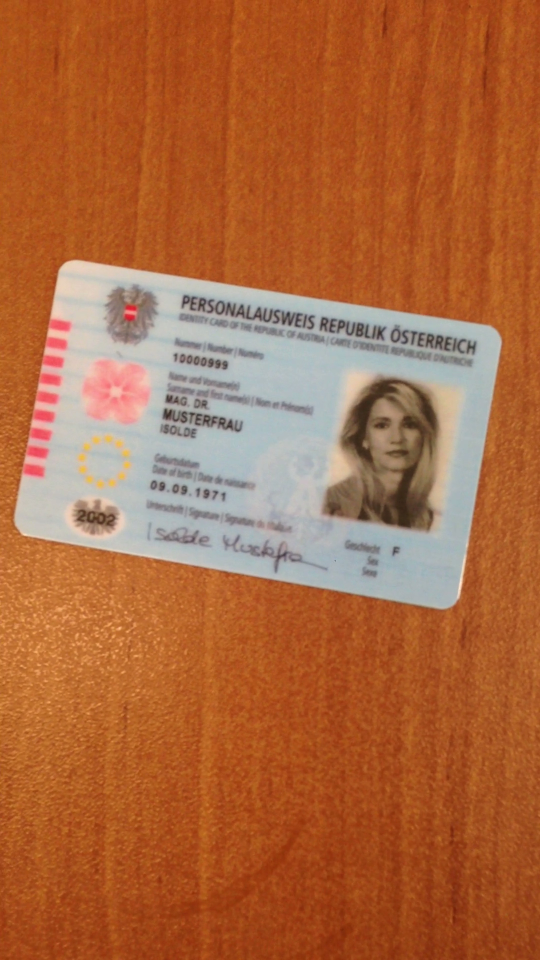 PERSONALAUSWEIS REPUBLIK ÖSTERREICH
IDENTITY CARD OF THE REPUBLIC OF AUSTRIA | CARTE D'IDENTITE REPUBLIQUE D'AUTRICHE
Nummer | Number | Numéro
10000999
Name und Vorname(n)
Surname and first name(s) | Nom et Prénom(s)
MAG. DR.
MUSTERFRAU
ISOLDE
Geburtsdatum
Date of birth | Date de naissance
09.09.1971
Unterschrift | Signature | Signature du titulaire
Isolde Musterfrau
Geschlecht F
Sex
Sexe
2002